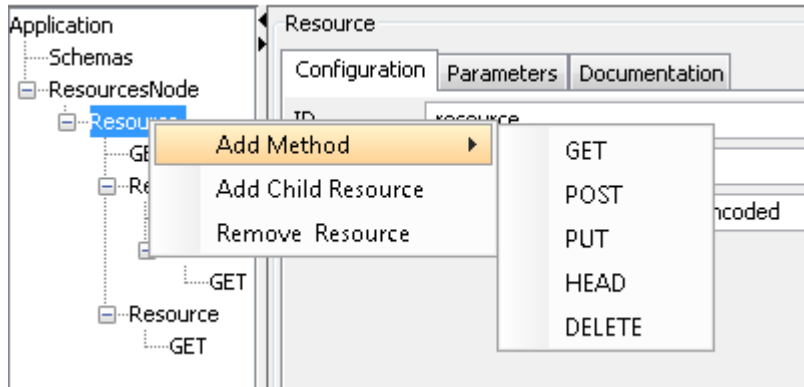 Application
Schemas
ResourcesNode
Resource
GET
Resource
GET
Resource
Configuration
Parameters
Documentation
ID
resource
Add Method
Add Child Resource
Remove Resource
GET
POST
PUT
HEAD
DELETE